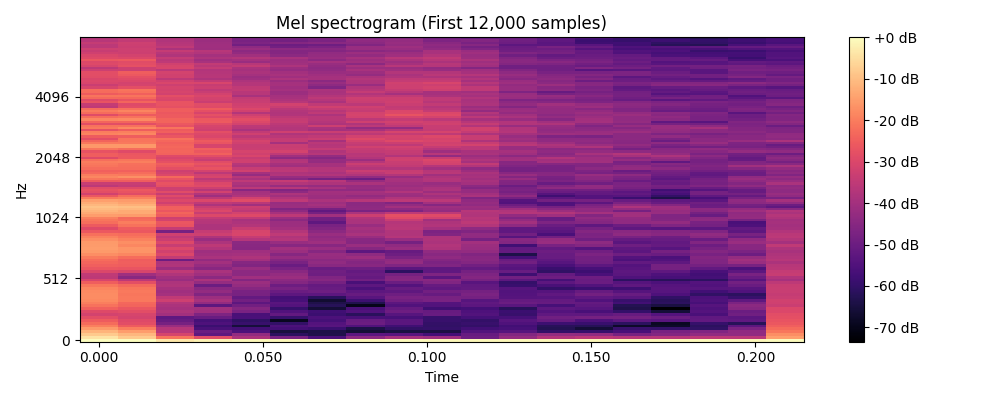 Mel spectrogram (First 12,000 samples)
+0 dB
-10 dB
4096
-20 dB
2048
-30 dB
Hz
-40 dB
1024
-50 dB
512
-60 dB
-70 dB
0
0.000 0.050 0.100 0.150 0.200
Time